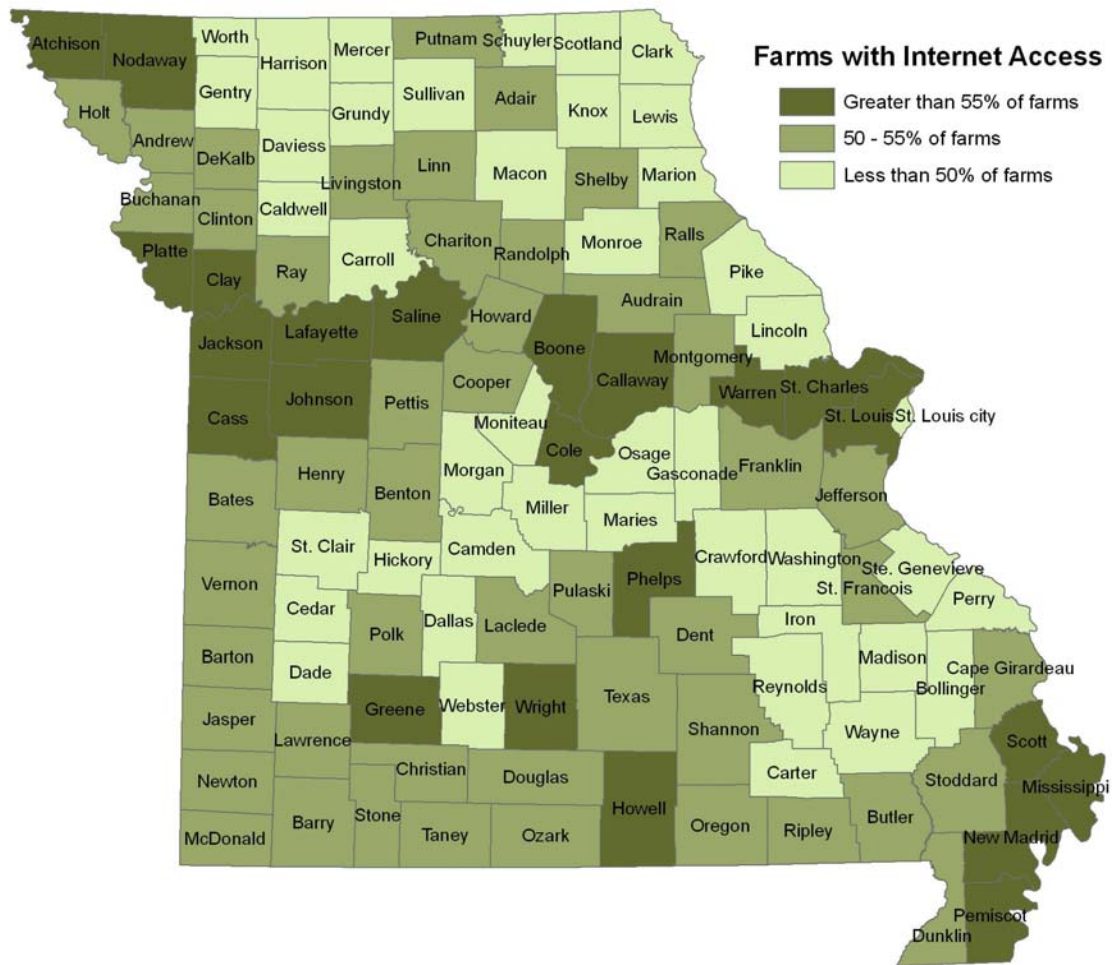 Farms with Internet Access
Greater than 55% of farms
50 - 55% of farms
Less than 50% of farms
Atchison
Nodaway
Worth
Harrison
Mercer
Putnam
Schuyler
Scotland
Clark
Holt
Gentry
Sullivan
Adair
Knox
Lewis
Andrew
DeKalb
Daviess
Grundy
Linn
Macon
Shelby
Marion
Buchanan
Clinton
Caldwell
Livingston
Chariton
Randolph
Monroe
Ralls
Platte
Clay
Ray
Carroll
Pike
Audrain
Jackson
Lafayette
Saline
Howard
Boone
Callaway
Montgomery
Lincoln
Cass
Johnson
Pettis
Cooper
Moniteau
Cole
Warren
St. Charles
St. Louis
St. Louis city
Bates
Henry
Benton
Morgan
Miller
Osage
Gasconade
Franklin
Jefferson
St. Clair
Hickory
Camden
Maries
Phelps
Crawford
Washington
Ste. Genevieve
St. Francois
Perry
Vernon
Cedar
Polk
Dallas
Laclede
Pulaski
Dent
Iron
Madison
Bollinger
Cape Girardeau
Barton
Dade
Greene
Webster
Wright
Texas
Shannon
Reynolds
Wayne
Jasper
Lawrence
Christian
Douglas
Howell
Carter
Stoddard
Scott
Mississippi
Newton
McDonald
Barry
Stone
Taney
Ozark
Oregon
Ripley
Butler
New Madrid
Dunklin
Pemiscot